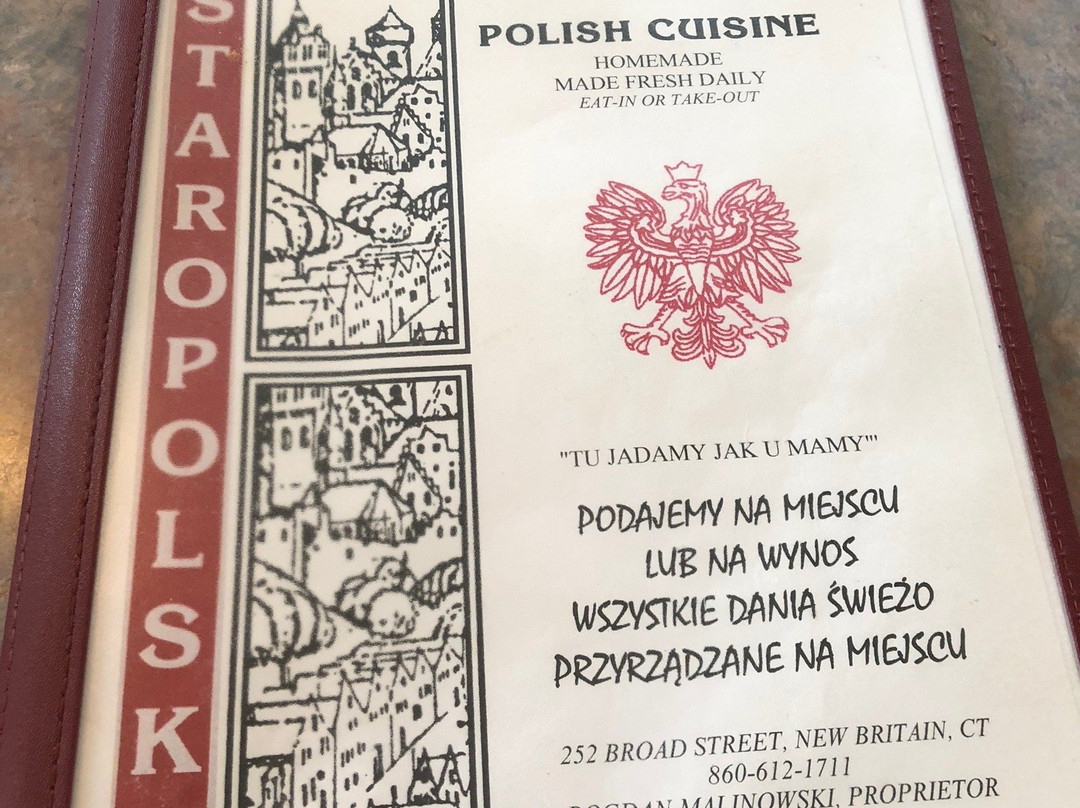 STAROPOLSK
POLISH CUISINE
HOMEMADE
MADE FRESH DAILY
EAT-IN OR TAKE-OUT
"TU JADAMY JAK U MAMY'"
PODAJEMY NA MIEJSCU
LUB NA WYNOS
WSZYSTKIE DANIA ŚWIEŻO
PRZYRZĄDZANE NA MIEJSCU
252 BROAD STREET, NEW BRITAIN, CT
860-612-1711
BOGDAN MALINOWSKI, PROPRIETOR